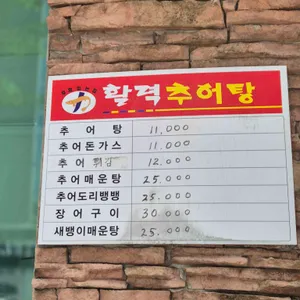 활력추어탕
추어탕 11,000
추어돈가스 11,000
추어튀김 12,000
추어매운탕 25,000
추어도리뱅뱅 25,000
장어구이 30,000
새뱅이매운탕 25,000